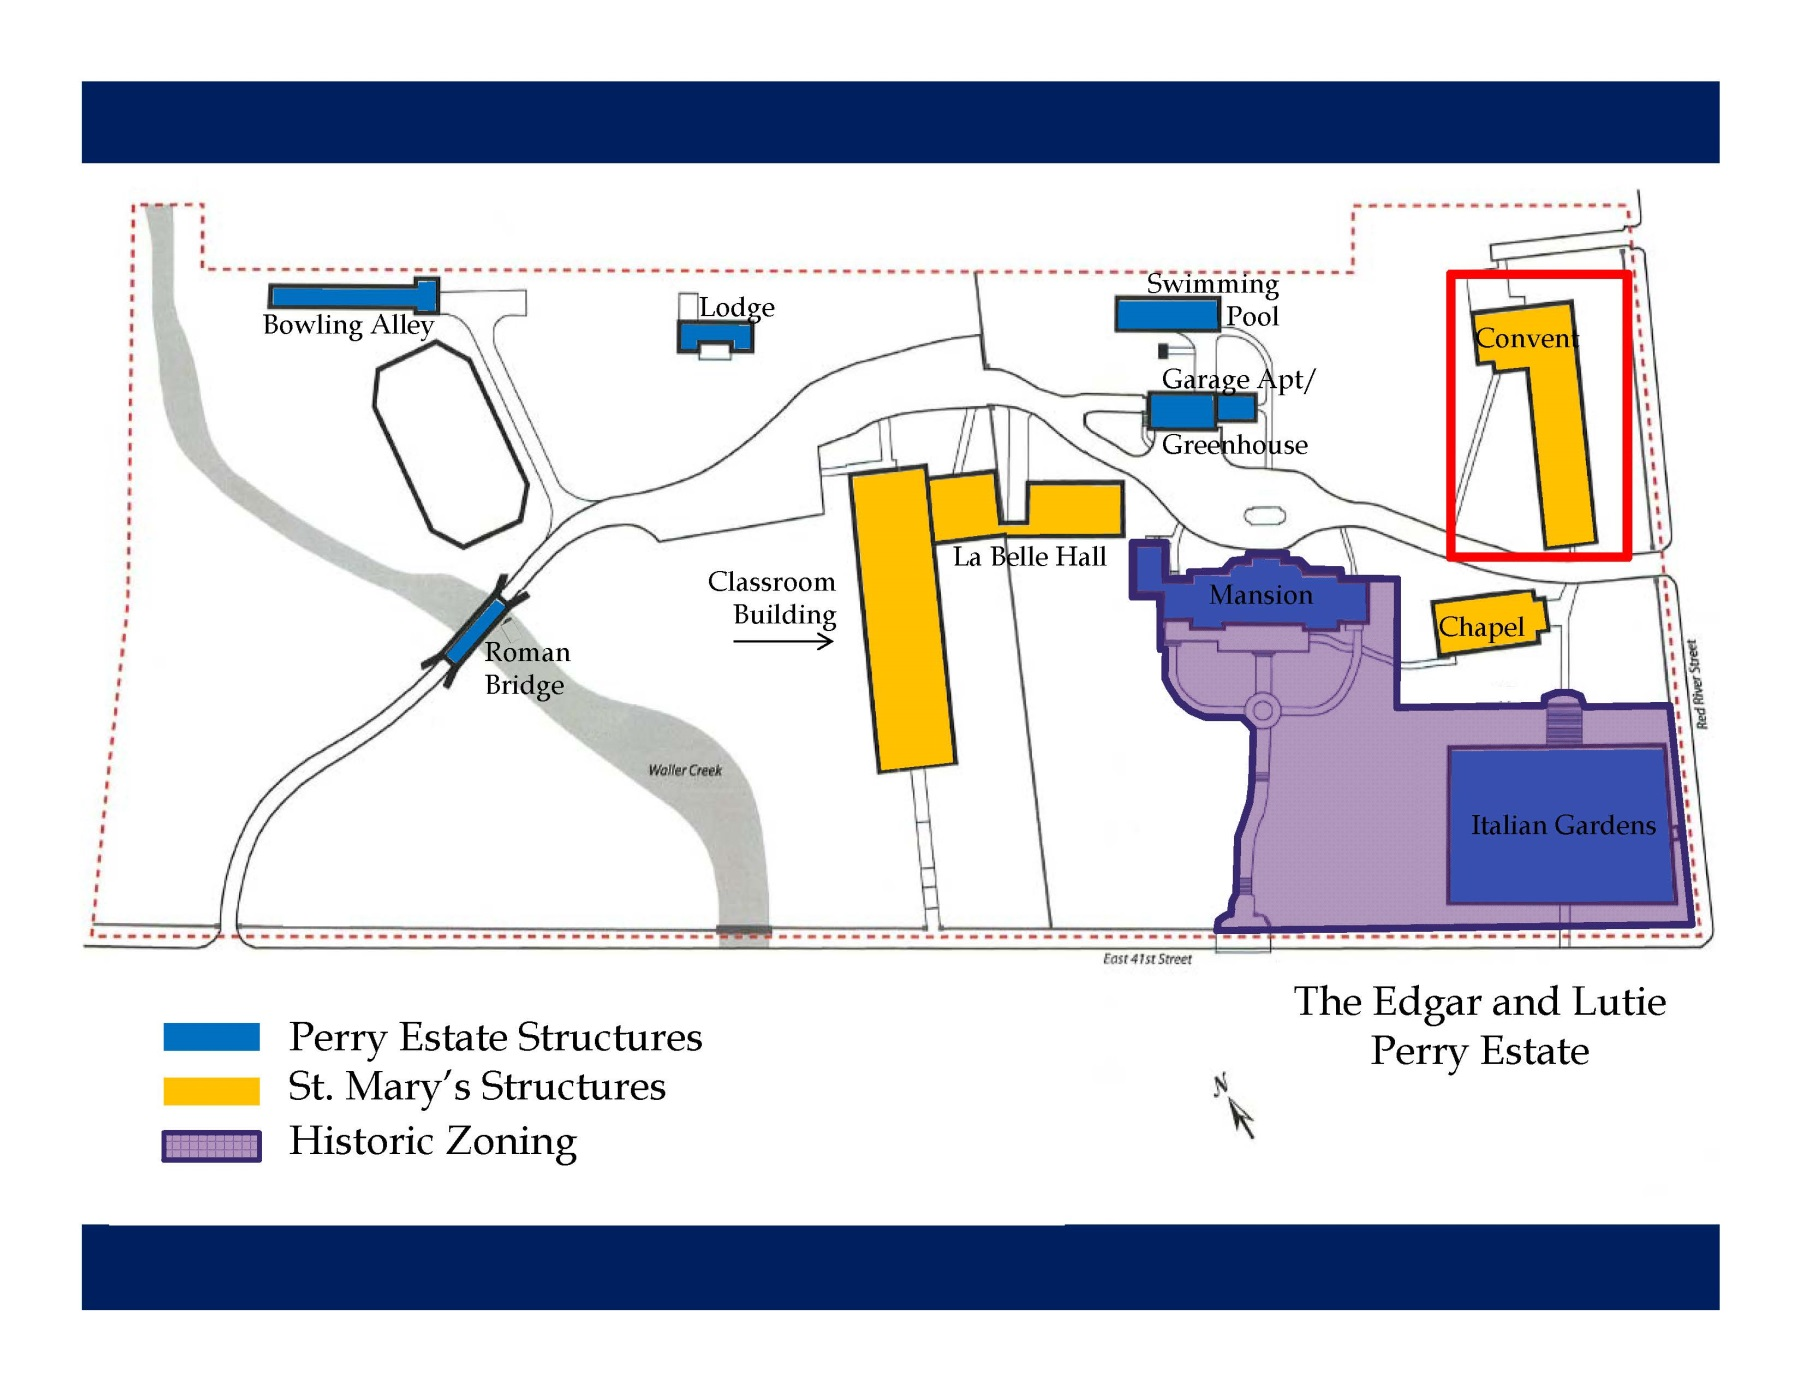 Swimming
Pool
Bowling Alley
Lodge
Convent
Garage Apt/
Greenhouse
La Belle Hall
Classroom
Building
Mansion
Chapel
Roman
Bridge
Red River Street
Waller Creek
Italian Gardens
East 41st Street
The Edgar and Lutie
Perry Estate
Perry Estate Structures
St. Mary’s Structures
Historic Zoning
N